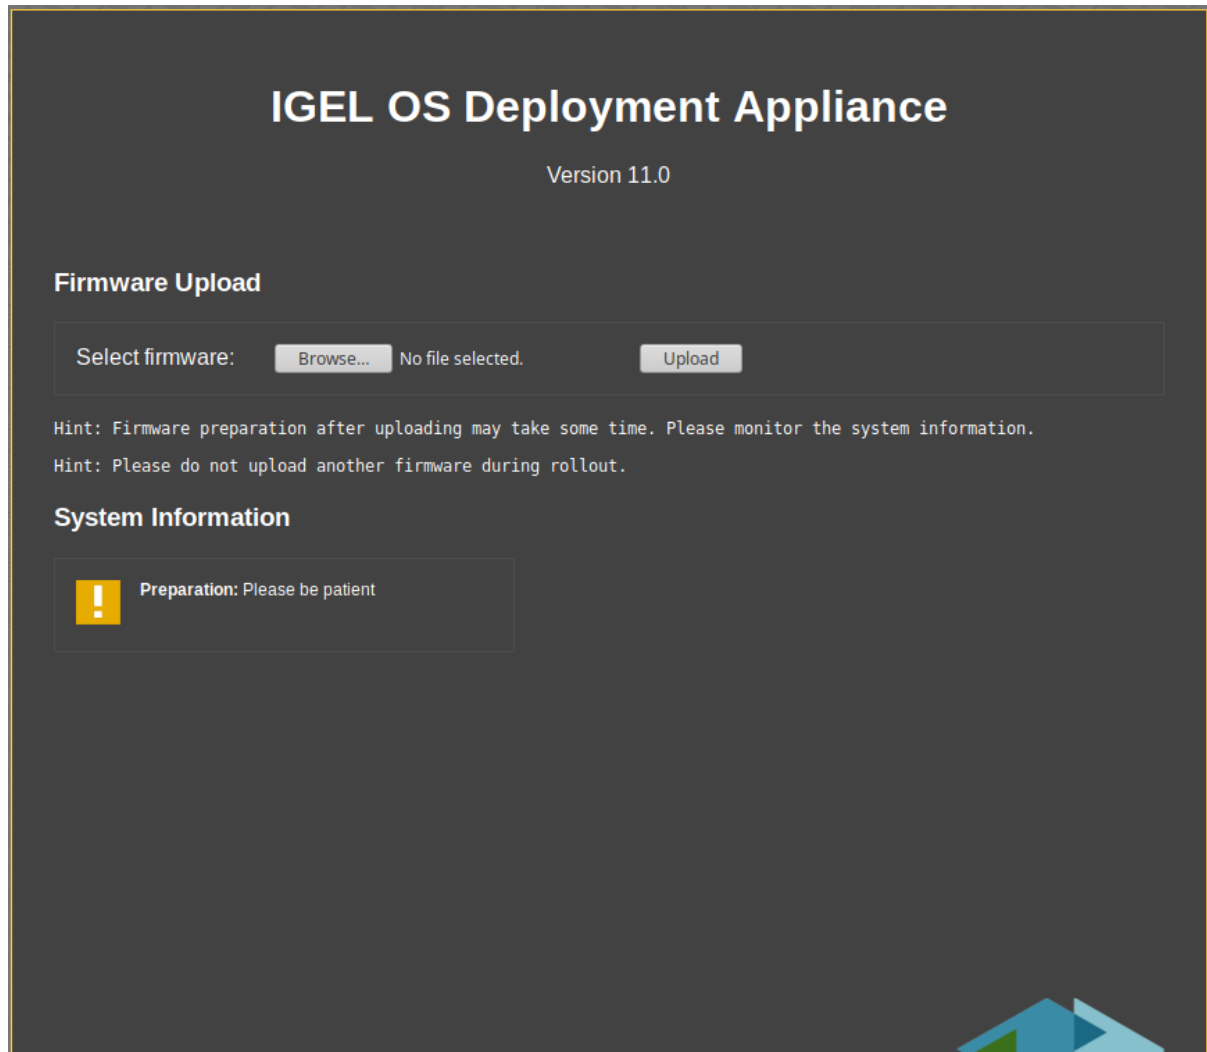 IGEL OS Deployment Appliance
Version 11.0
Firmware Upload
Select firmware: Browse... No file selected. Upload
Hint: Firmware preparation after uploading may take some time. Please monitor the system information.
Hint: Please do not upload another firmware during rollout.
System Information
Preparation: Please be patient